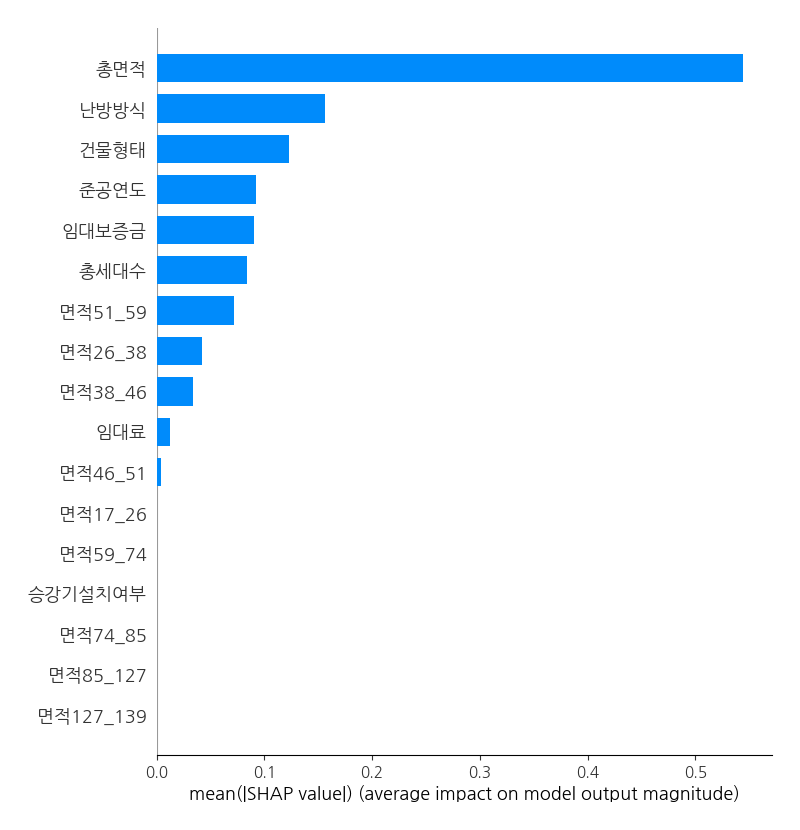 총면적
난방방식
건물형태
준공연도
임대보증금
총세대수
면적51_59
면적26_38
면적38_46
임대료
면적46_51
면적17_26
면적59_74
승강기설치여부
면적74_85
면적85_127
면적127_139
0.0 0.1 0.2 0.3 0.4 0.5
mean(|SHAP value|) (average impact on model output magnitude)